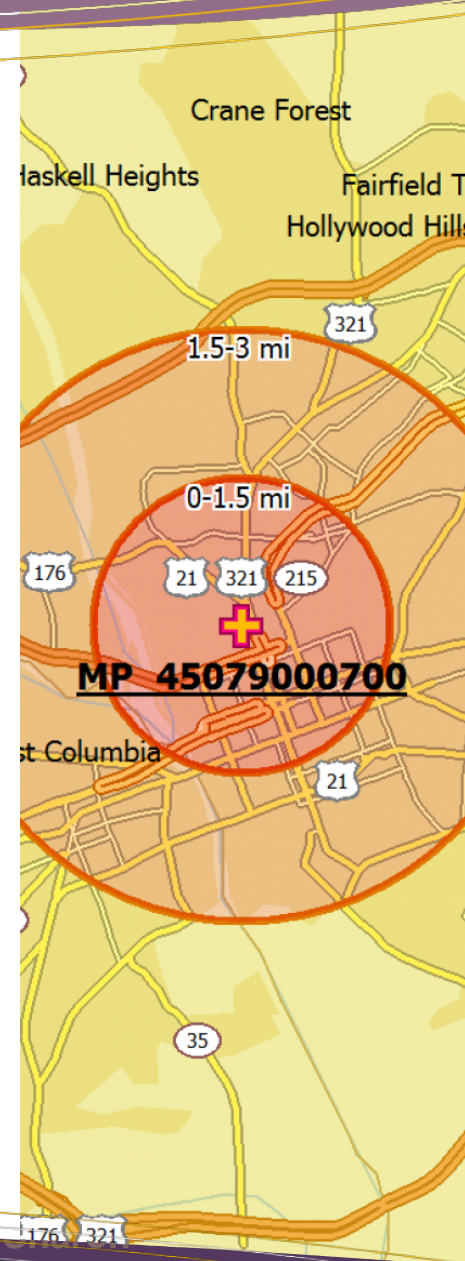 Crane Forest
Haskell Heights
Fairfield T
Hollywood Hills
321
1.5-3 mi
0-1.5 mi
176
21
321
215
MP 45079000700
st Columbia
21
35
176
321